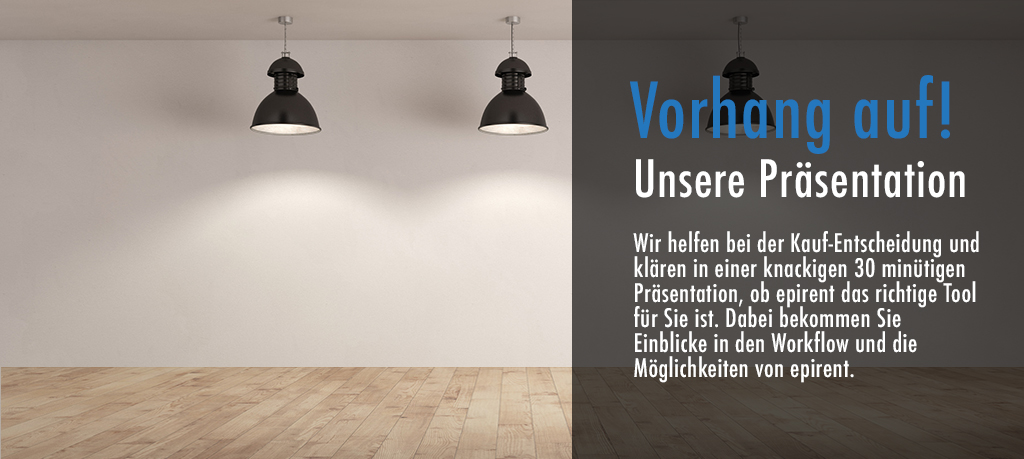 Vorhang auf!
Unsere Präsentation
Wir helfen bei der Kauf-Entscheidung und
klären in einer knackigen 30 minütigen
Präsentation, ob epirent das richtige Tool
für Sie ist. Dabei bekommen Sie
Einblicke in den Workflow und die
Möglichkeiten von epirent.